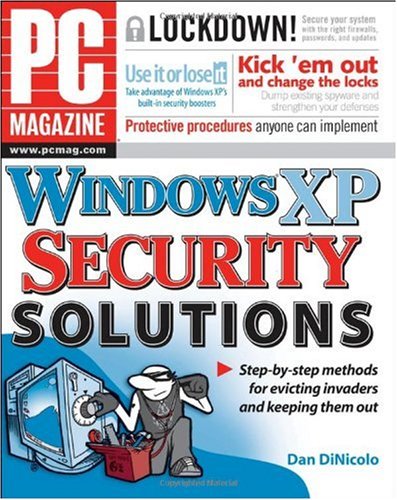 Copyrighted Material
PC
MAGAZINE
www.pcmag.com
LOCKDOWN!
Secure your system
with the right firewalls,
passwords, and updates
Use it or lose it
Take advantage of Windows XP's
built-in security boosters
Kick 'em out
and change the locks
Dump existing spyware and
strengthen your defenses
Protective procedures anyone can implement
WINDOWS XP
SECURITY
SOLUTIONS
Step-by-step methods
for evicting invaders
and keeping them out
Dan DiNicolo